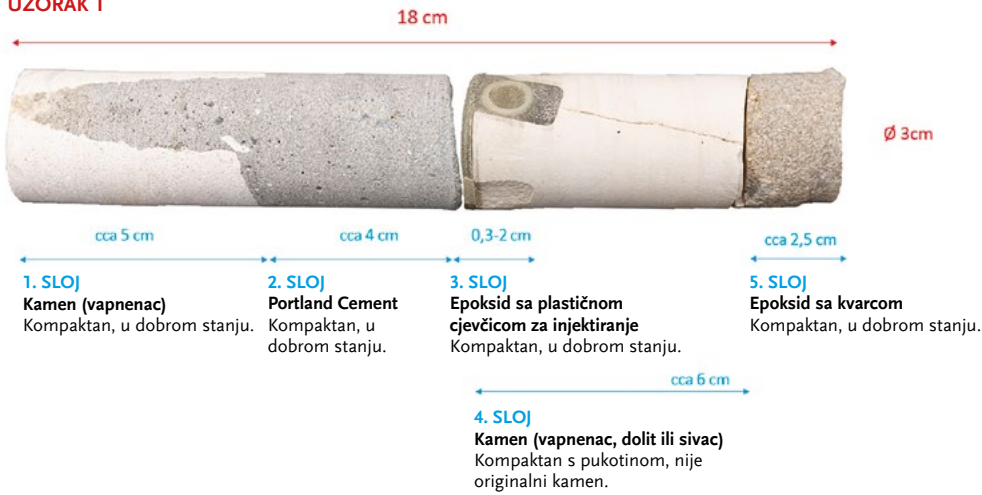 UZORAK 1
18 cm
Ø 3cm
cca 5 cm
cca 4 cm
0,3-2 cm
cca 2,5 cm
1. SLOJ
Kamen (vapnenac)
Kompaktan, u dobrom stanju.
2. SLOJ
Portland Cement
Kompaktan, u
dobrom stanju.
3. SLOJ
Epoksid sa plastičnom
cjevčicom za injektiranje
Kompaktan, u dobrom stanju.
5. SLOJ
Epoksid sa kvarcom
Kompaktan, u dobrom stanju.
cca 6 cm
4. SLOJ
Kamen (vapnenac, dolit ili sivac)
Kompaktan s pukotinom, nije
originalni kamen.